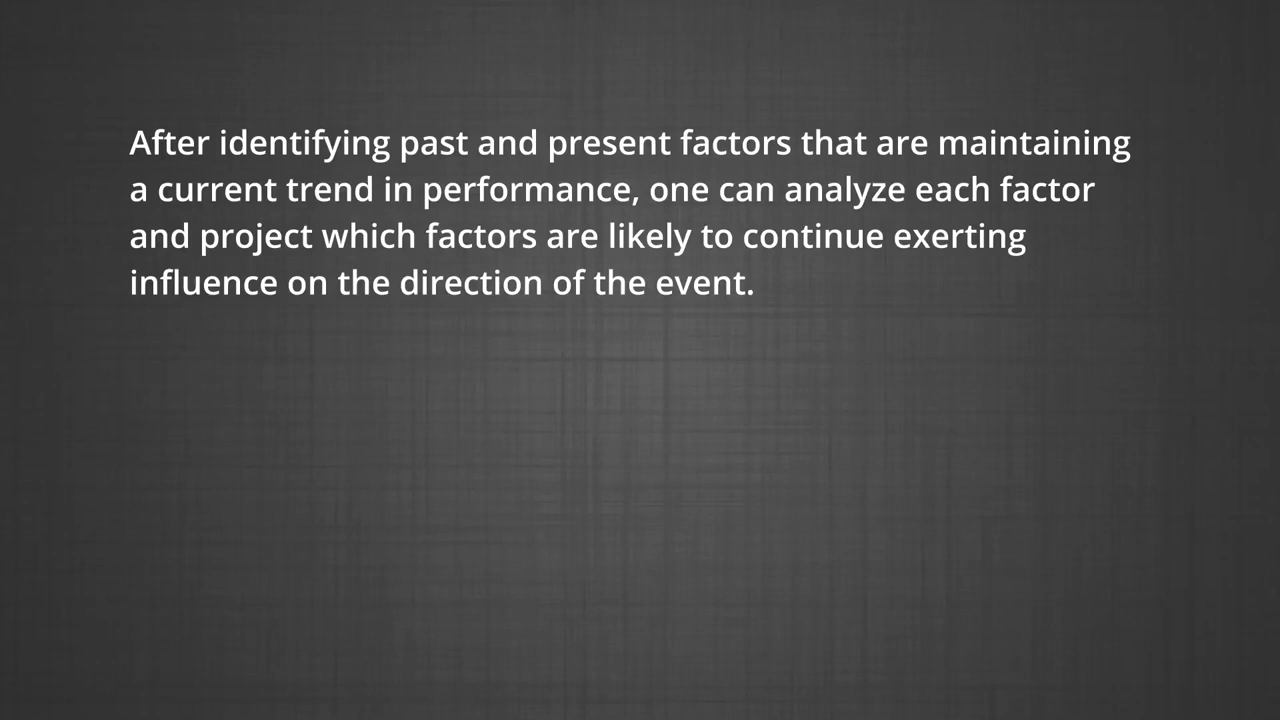 After identifying past and present factors that are maintaining
a current trend in performance, one can analyze each factor
and project which factors are likely to continue exerting
influence on the direction of the event.